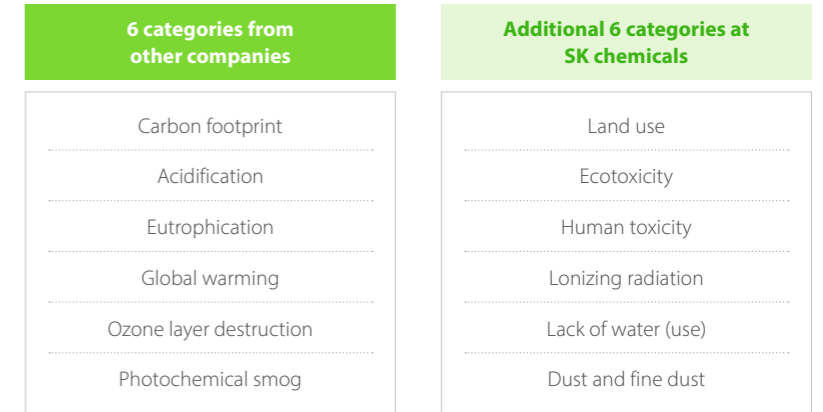 6 categories from
other companies
Carbon footprint
Acidification
Eutrophication
Global warming
Ozone layer destruction
Photochemical smog
Additional 6 categories at
SK chemicals
Land use
Ecotoxicity
Human toxicity
Lonizing radiation
Lack of water (use)
Dust and fine dust